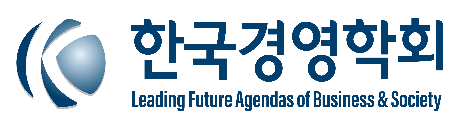 한국경영학회
Leading Future Agendas of Business & Society